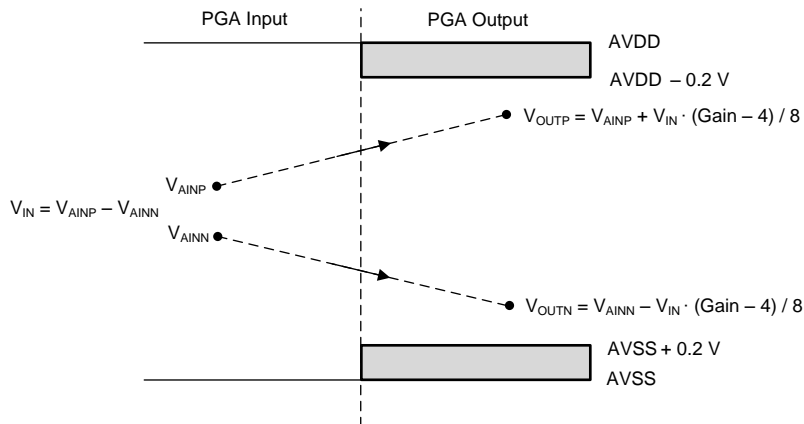 PGA Input
PGA Output
AVDD
AVDD – 0.2 V
V_OUTP = V_AINP + V_IN · (Gain – 4) / 8
V_AINP
V_IN = V_AINP – V_AINN
V_AINN
V_OUTN = V_AINN – V_IN · (Gain – 4) / 8
AVSS + 0.2 V
AVSS